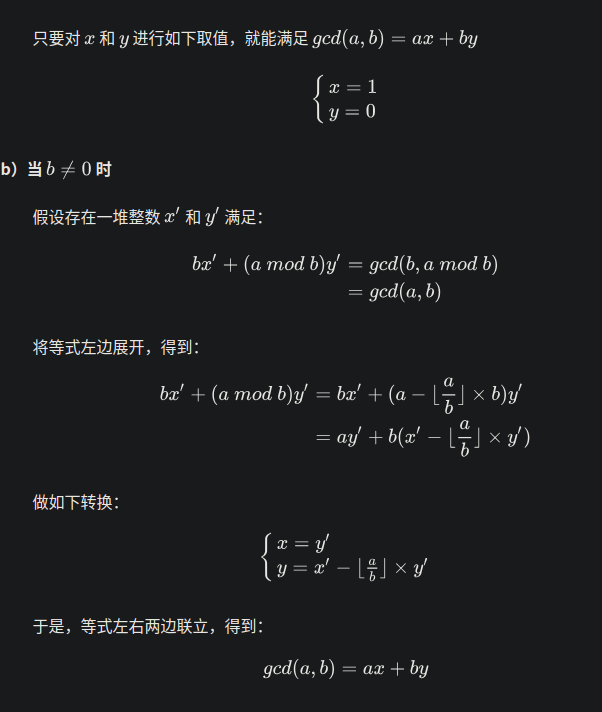 只要对 x 和 y 进行如下取值，就能满足 gcd(a, b) = ax + by
{ x = 1
y = 0
b）当 b ≠ 0 时
假设存在一堆整数 x′ 和 y′ 满足：
bx′ + (a mod b)y′ = gcd(b, a mod b)
= gcd(a, b)
将等式左边展开，得到：
bx′ + (a mod b)y′ = bx′ + (a − ⌊a/b⌋ × b)y′
= ay′ + b(x′ − ⌊a/b⌋ × y′)
做如下转换：
{ x = y′
y = x′ − ⌊a/b⌋ × y′
于是，等式左右两边联立，得到：
gcd(a, b) = ax + by